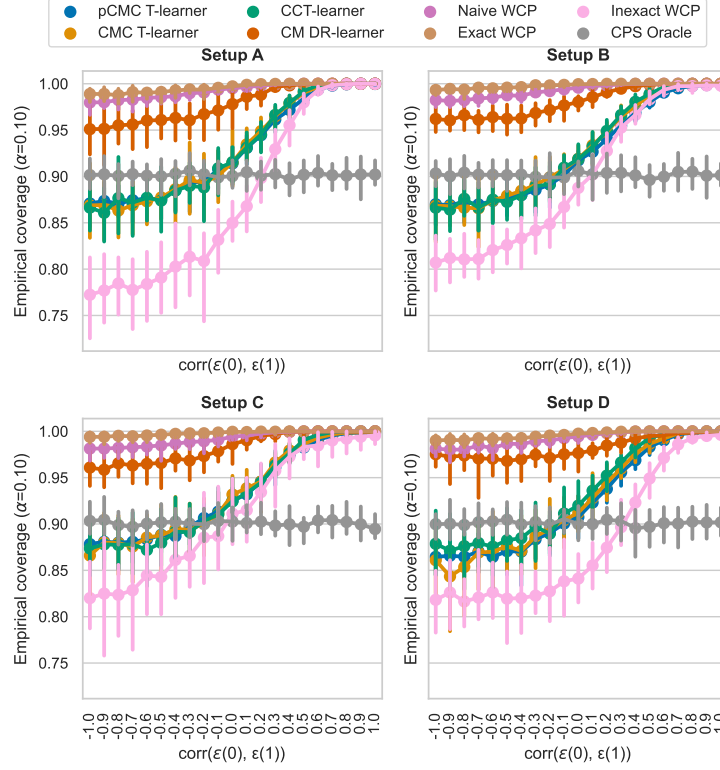 pCMC T-learner CCT-learner Naive WCP Inexact WCP
CMC T-learner CM DR-learner Exact WCP CPS Oracle
Setup A Setup B
Empirical coverage (α=0.10)
1.00
0.95
0.90
0.85
0.80
0.75
corr(ε(0), ε(1))
Empirical coverage (α=0.10)
corr(ε(0), ε(1))
Setup C Setup D
Empirical coverage (α=0.10)
1.00
0.95
0.90
0.85
0.80
0.75
-1.0 -0.9 -0.8 -0.7 -0.6 -0.5 -0.4 -0.3 -0.2 -0.1 0.0 0.1 0.2 0.3 0.4 0.5 0.6 0.7 0.8 0.9 1.0
corr(ε(0), ε(1))
Empirical coverage (α=0.10)
-1.0 -0.9 -0.8 -0.7 -0.6 -0.5 -0.4 -0.3 -0.2 -0.1 0.0 0.1 0.2 0.3 0.4 0.5 0.6 0.7 0.8 0.9 1.0
corr(ε(0), ε(1))